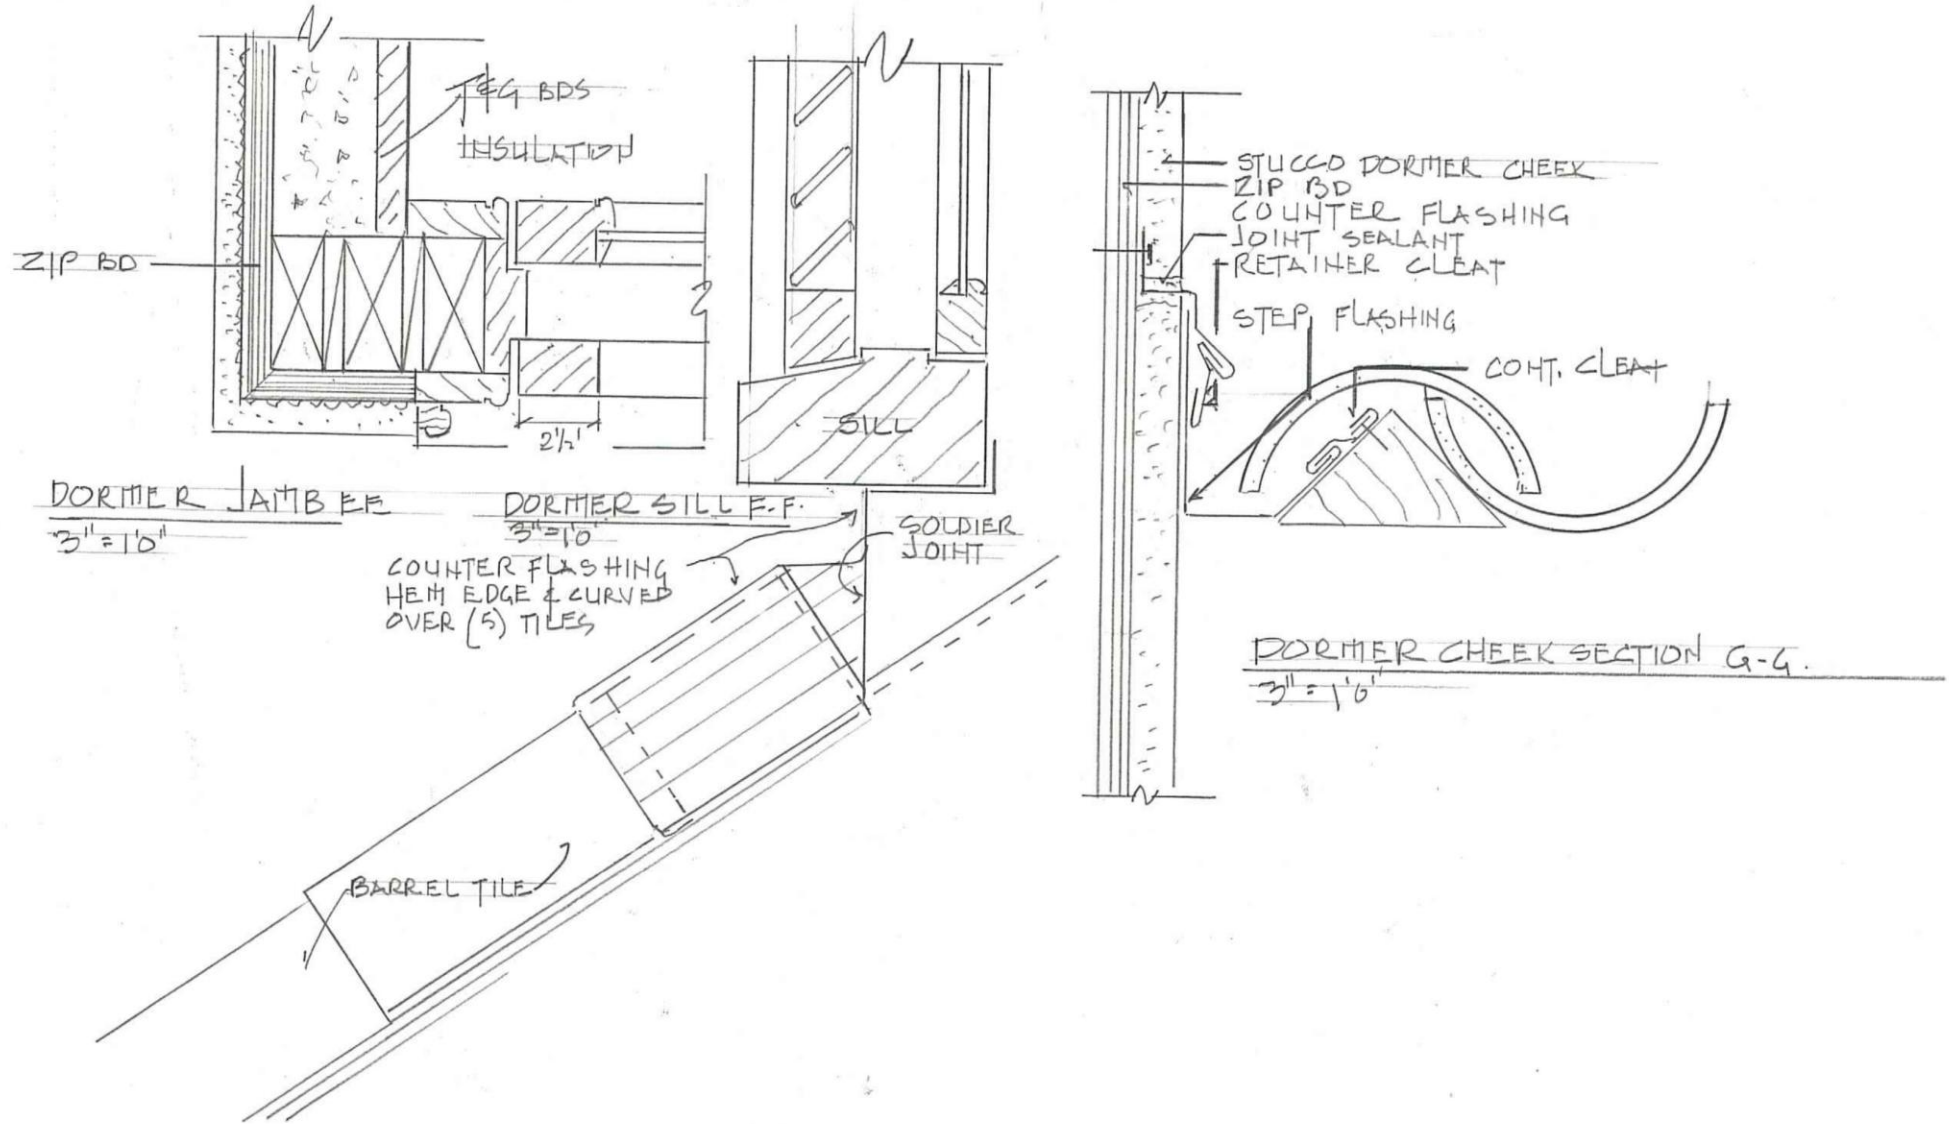 T&G BDS
INSULATION
ZIP BD
2½"
DORMER JAMB EE
3"=1'0"
SILL
DORMER SILL F.F.
3"=1'0
COUNTER FLASHING
HEM EDGE & CURVED
OVER (5) TILES
SOLDIER
JOINT
BARREL TILE
STUCCO DORMER CHEEK
ZIP BD
COUNTER FLASHING
JOINT SEALANT
RETAINER CLEAT
STEP FLASHING
CONT. CLEAT
DORMER CHEEK SECTION G-G.
3"=1'0"